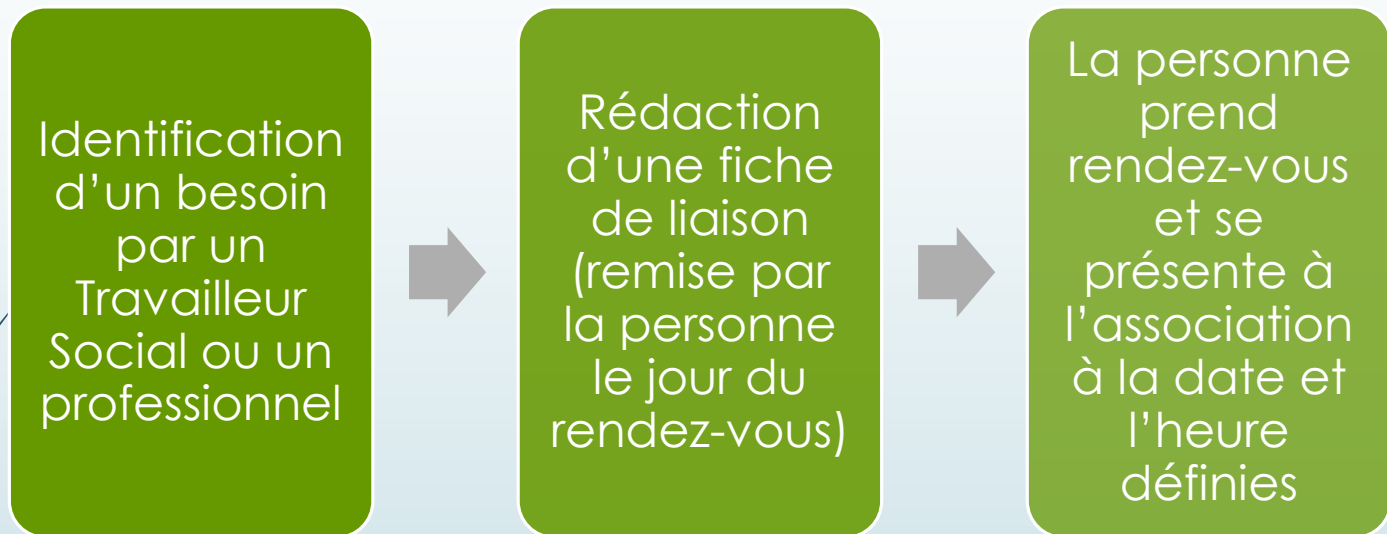 Identification
d’un besoin
par un
Travailleur
Social ou un
professionnel
Rédaction
d’une fiche
de liaison
(remise par
la personne
le jour du
rendez-vous)
La personne
prend
rendez-vous
et se
présente à
l’association
à la date et
l’heure
définies